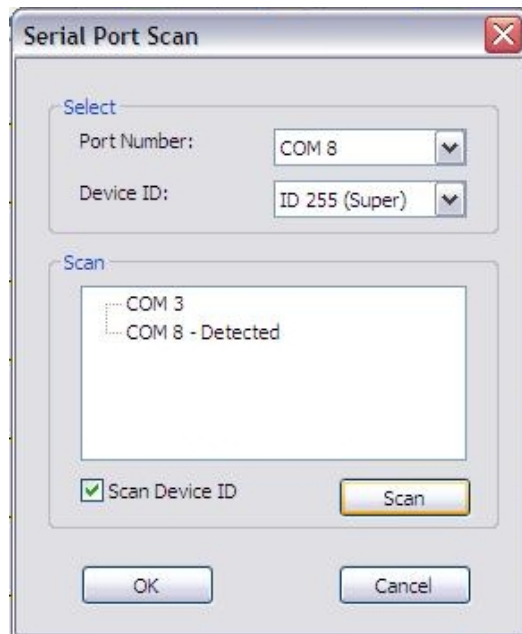 Serial Port Scan
Select
Port Number:
COM 8
Device ID:
ID 255 (Super)
Scan
COM 3
COM 8 - Detected
Scan Device ID
Scan
OK
Cancel